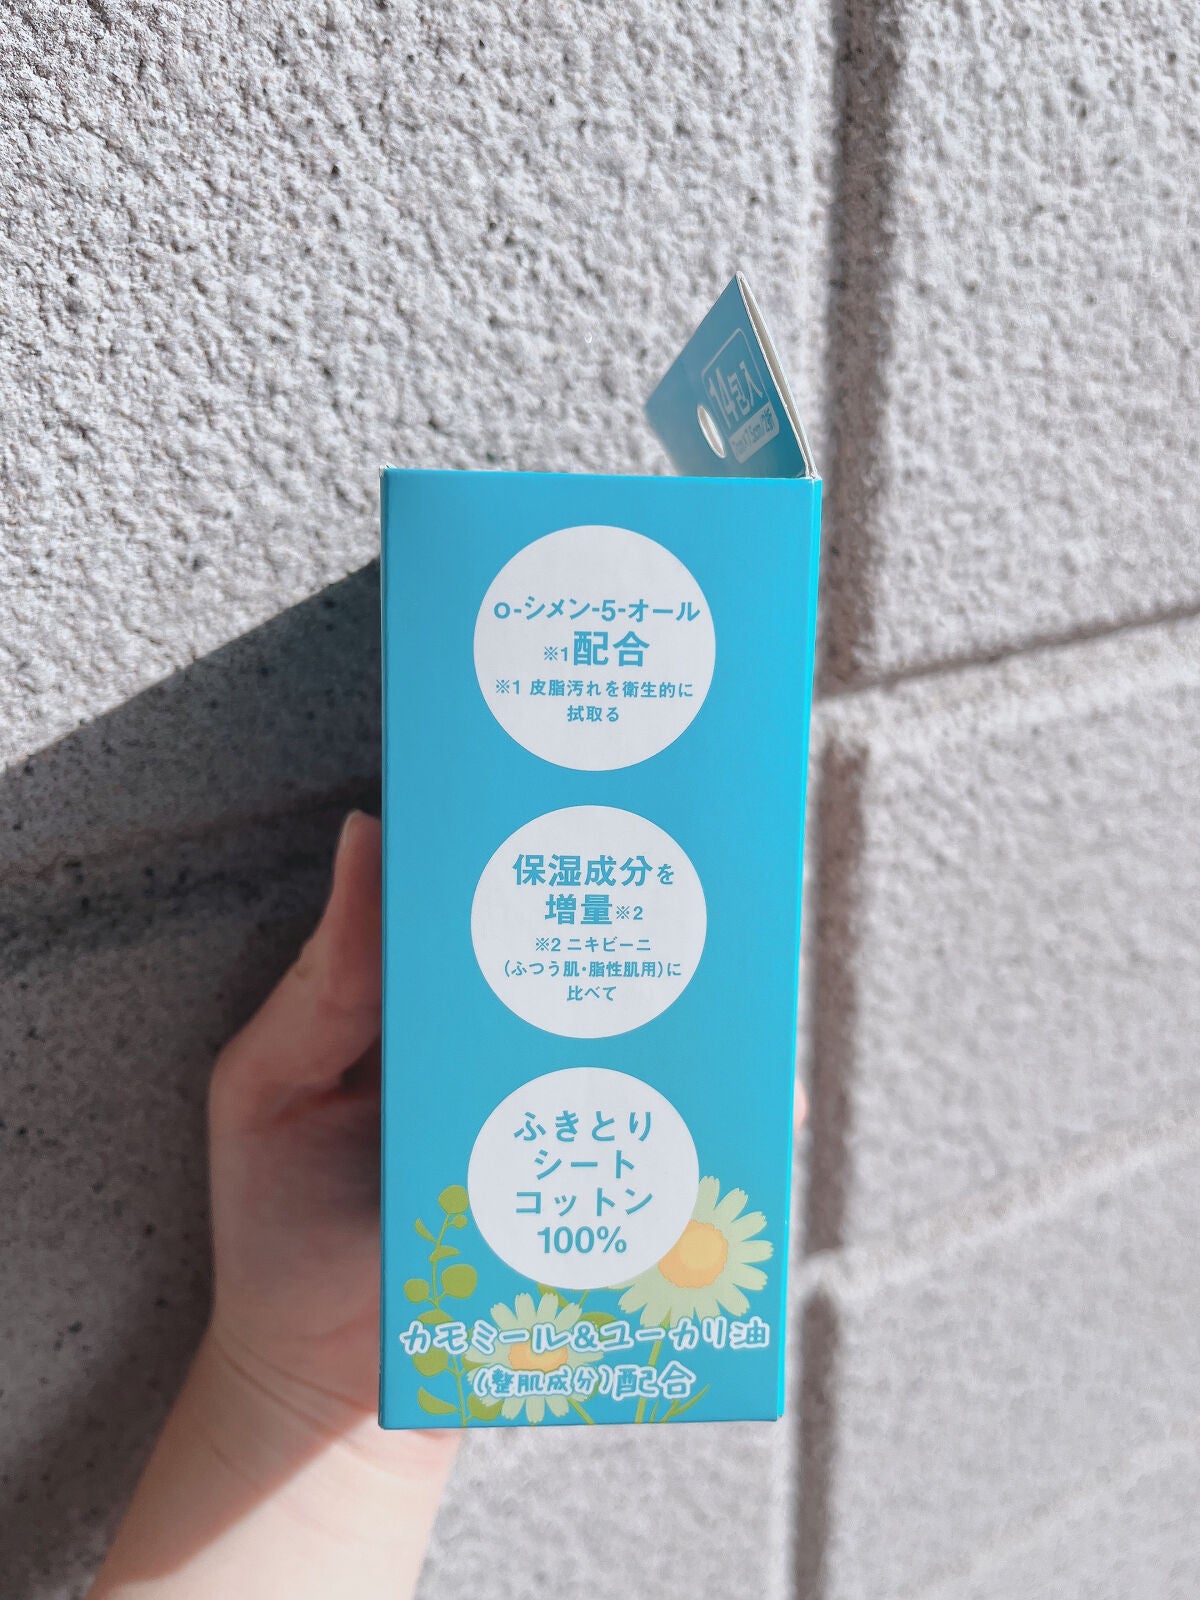 14包入
o-シメン-5-オール
※1配合
※1 皮脂汚れを衛生的に
拭取る
保湿成分を
増量※2
※2 ニキビーニ
(ふつう肌・脂性肌用)に
比べて
ふきとり
シート
コットン
100%
カモミール&ユーカリ油
(整肌成分)配合